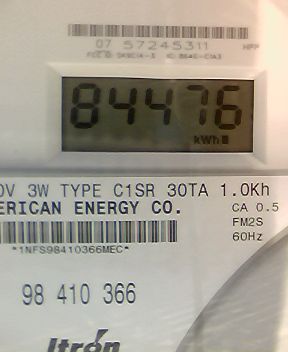 07 57245311
84476
kWh
0V 3W TYPE C1SR 30TA 1.0Kh
ERICAN ENERGY CO.
CA 0.5
FM2S
60Hz
*1NFS98410366MEC*
98 410 366
Itron